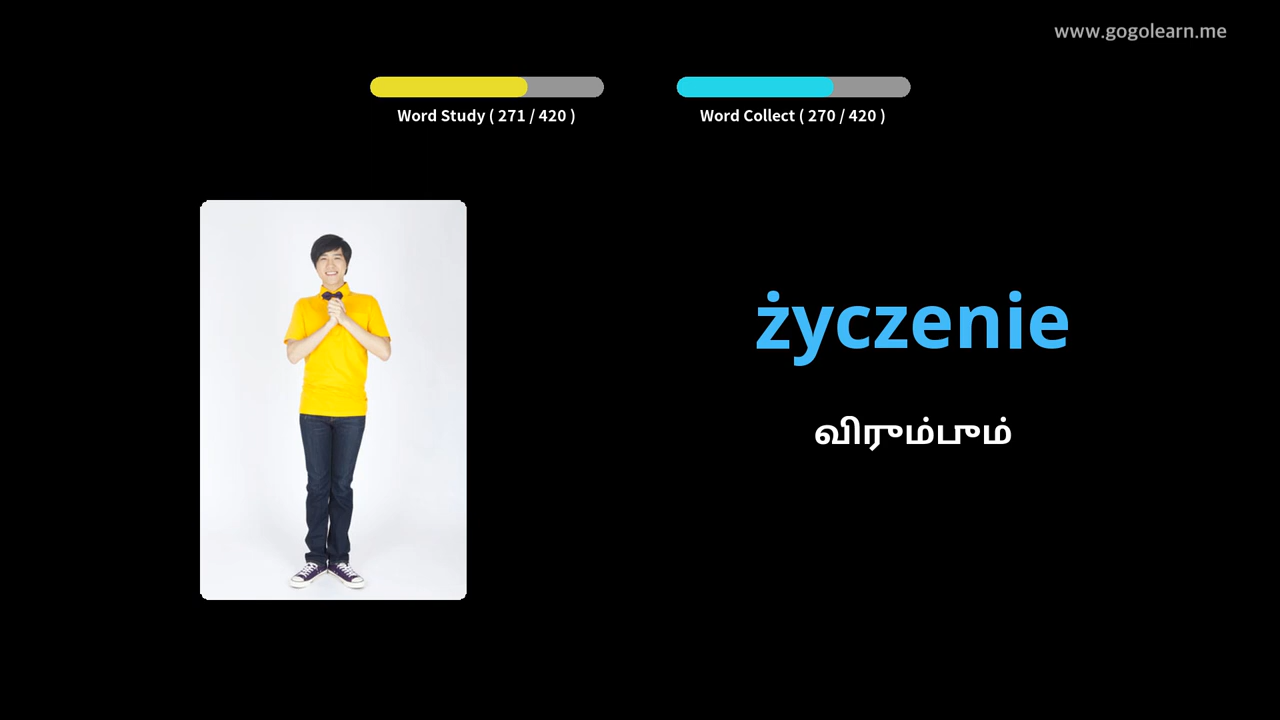 www.gogolearn.me
Word Study ( 271 / 420 )
Word Collect ( 270 / 420 )
życzenie
விரும்பும்